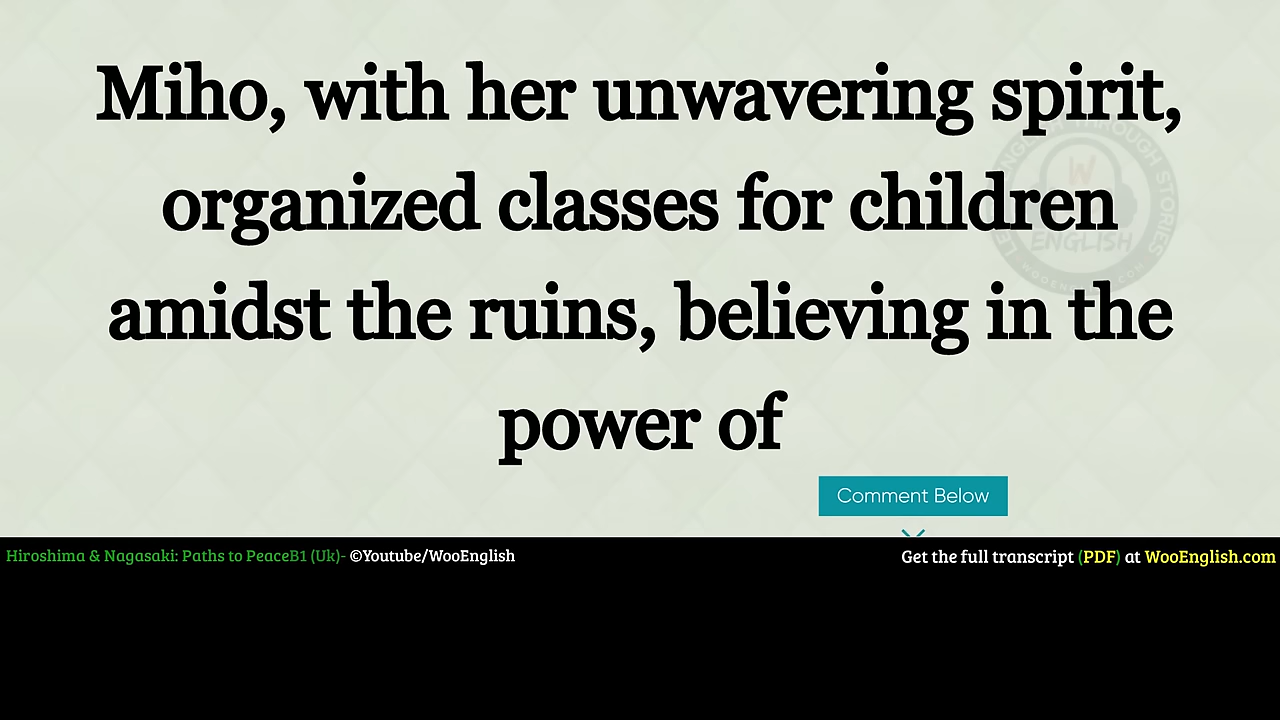 Miho, with her unwavering spirit,
organized classes for children
amidst the ruins, believing in the
power of
ENGLISH
Comment Below
Hiroshima & Nagasaki: Paths to PeaceB1 (Uk)- ©Youtube/WooEnglish
Get the full transcript (PDF) at WooEnglish.com